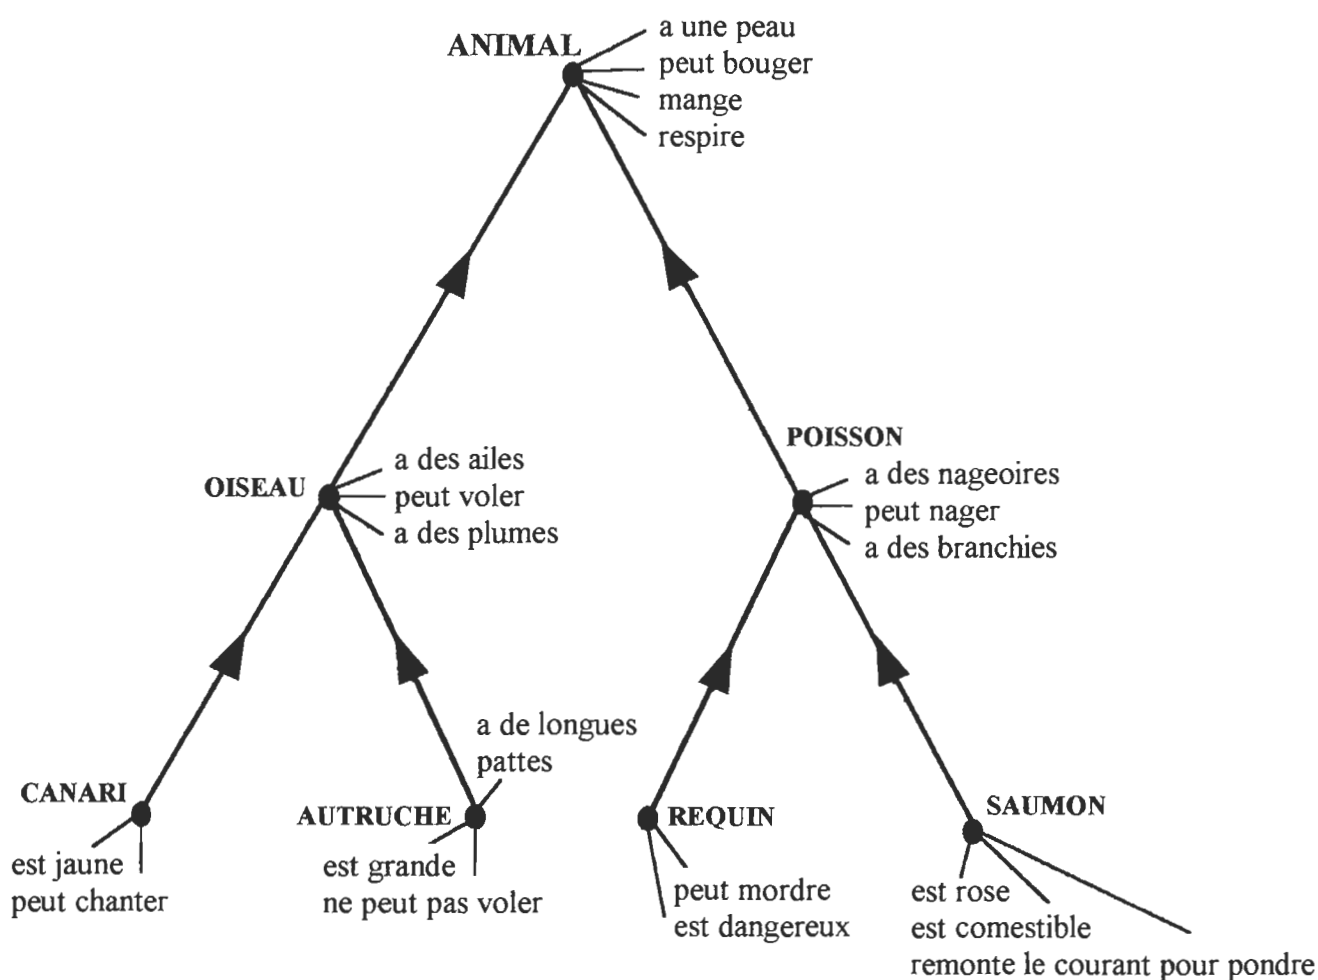 ANIMAL
a une peau
peut bouger
mange
respire
OISEAU
a des ailes
peut voler
a des plumes
POISSON
a des nageoires
peut nager
a des branchies
CANARI
est jaune
peut chanter
a de longues
pattes
AUTRUCHE
est grande
ne peut pas voler
REQUIN
peut mordre
est dangereux
SAUMON
est rose
est comestible
remonte le courant pour pondre